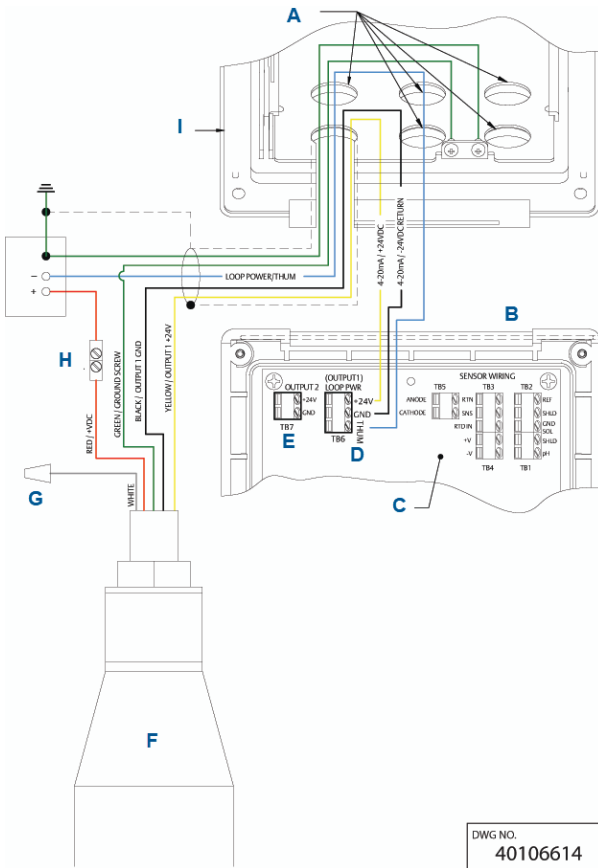 A
I
LOOP POWER/THUM
−
+
4-20mA / +24VDC
4-20mA / -24VDC RETURN
B
H
RED / +VDC
GREEN / GROUND SCREW
BLACK / OUTPUT 1 GND
YELLOW / OUTPUT 1 +24V
SENSOR WIRING
(OUTPUT1)
OUTPUT 2
LOOP PWR
TB5
TB3
TB2
+24V
+24V
ANODE
RTN
REF
GND
GND
CATHODE
SNS
SHLD
TB7
THUM
RTD IN
GND
SOL
E
TB6
+V
SHLD
D
-V
pH
TB4
TB1
G
WHITE
C
F
DWG NO.
40106614